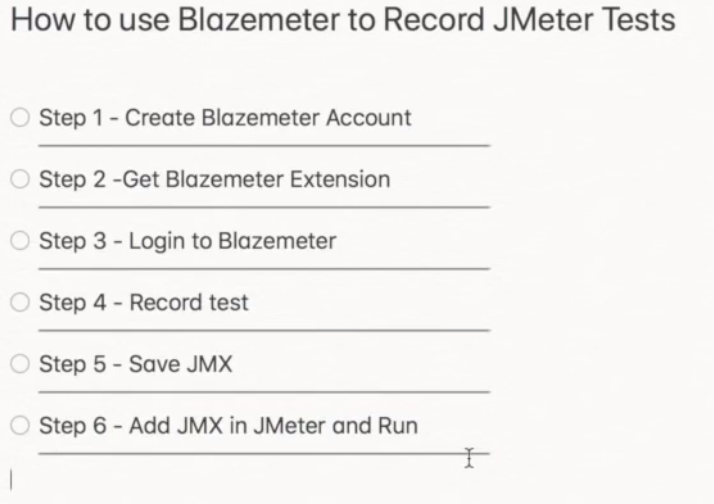 How to use Blazemeter to Record JMeter Tests
Step 1 - Create Blazemeter Account
Step 2 -Get Blazemeter Extension
Step 3 - Login to Blazemeter
Step 4 - Record test
Step 5 - Save JMX
Step 6 - Add JMX in JMeter and Run